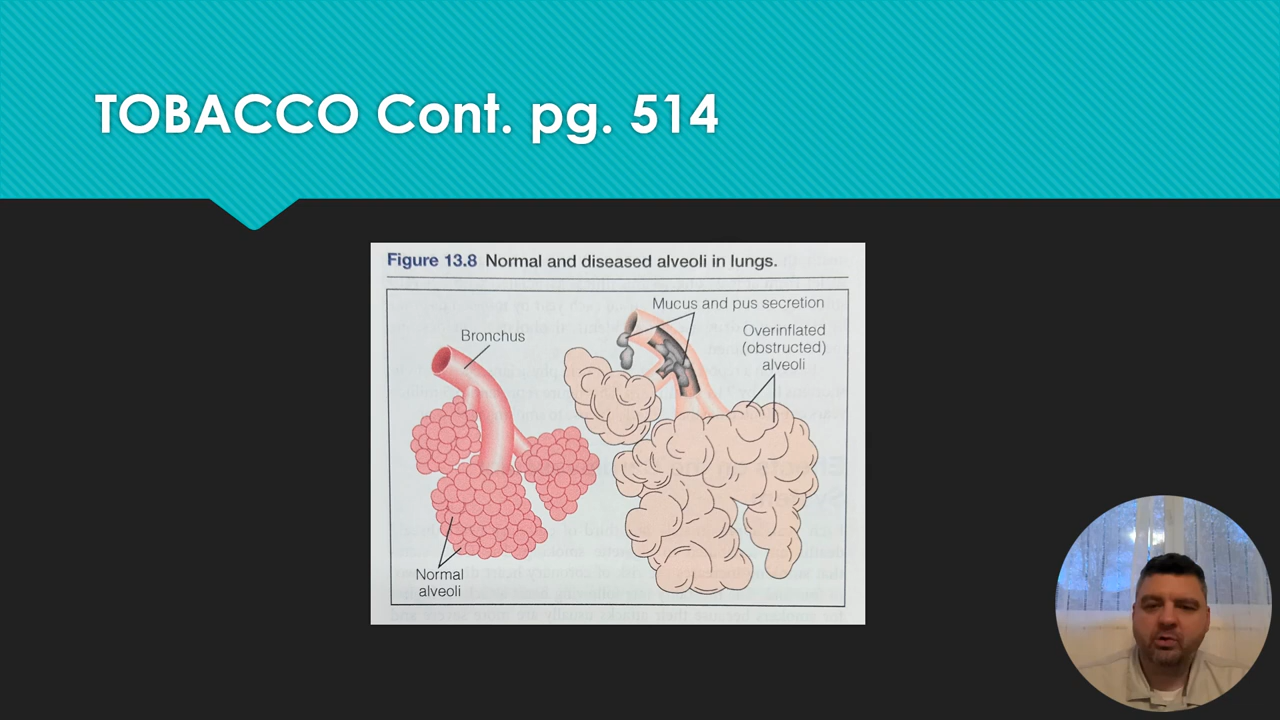 TOBACCO Cont. pg. 514
Figure 13.8 Normal and diseased alveoli in lungs.
Mucus and pus secretion
Bronchus
Overinflated
(obstructed)
alveoli
Normal
alveoli